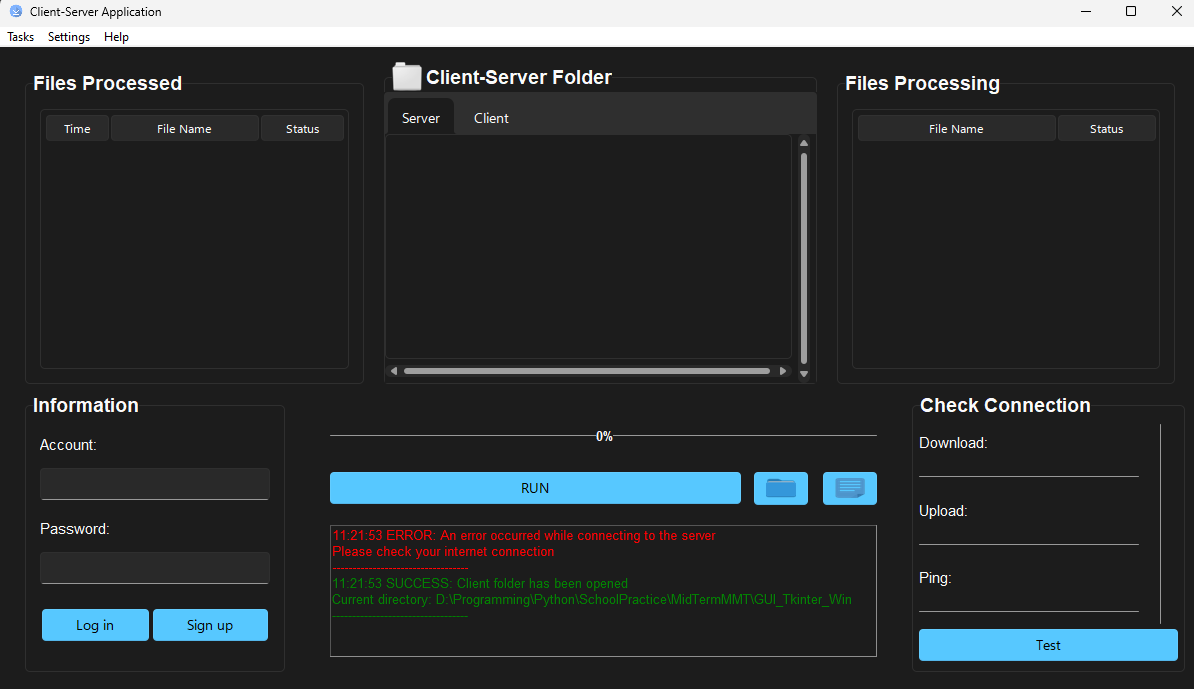 Client-Server Application
Tasks Settings Help
Files Processed
Time File Name Status
Client-Server Folder
Server Client
Files Processing
File Name Status
Information
Account:
Password:
Log in Sign up
0%
RUN
11:21:53 ERROR: An error occurred while connecting to the server
Please check your internet connection
----------------------------------
11:21:53 SUCCESS: Client folder has been opened
Current directory: D:\Programming\Python\SchoolPractice\MidTermMMT\GUI_Tkinter_Win
----------------------------------
Check Connection
Download:
Upload:
Ping:
Test